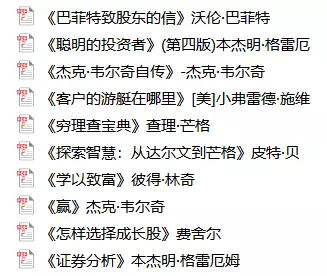 《巴菲特致股东的信》沃伦·巴菲特
《聪明的投资者》(第四版)本杰明·格雷厄
《杰克·韦尔奇自传》-杰克·韦尔奇
《客户的游艇在哪里》[美]小弗雷德·施维
《穷理查宝典》查理·芒格
《探索智慧：从达尔文到芒格》皮特·贝
《学以致富》彼得·林奇
《赢》杰克·韦尔奇
《怎样选择成长股》费舍尔
《证券分析》本杰明·格雷厄姆